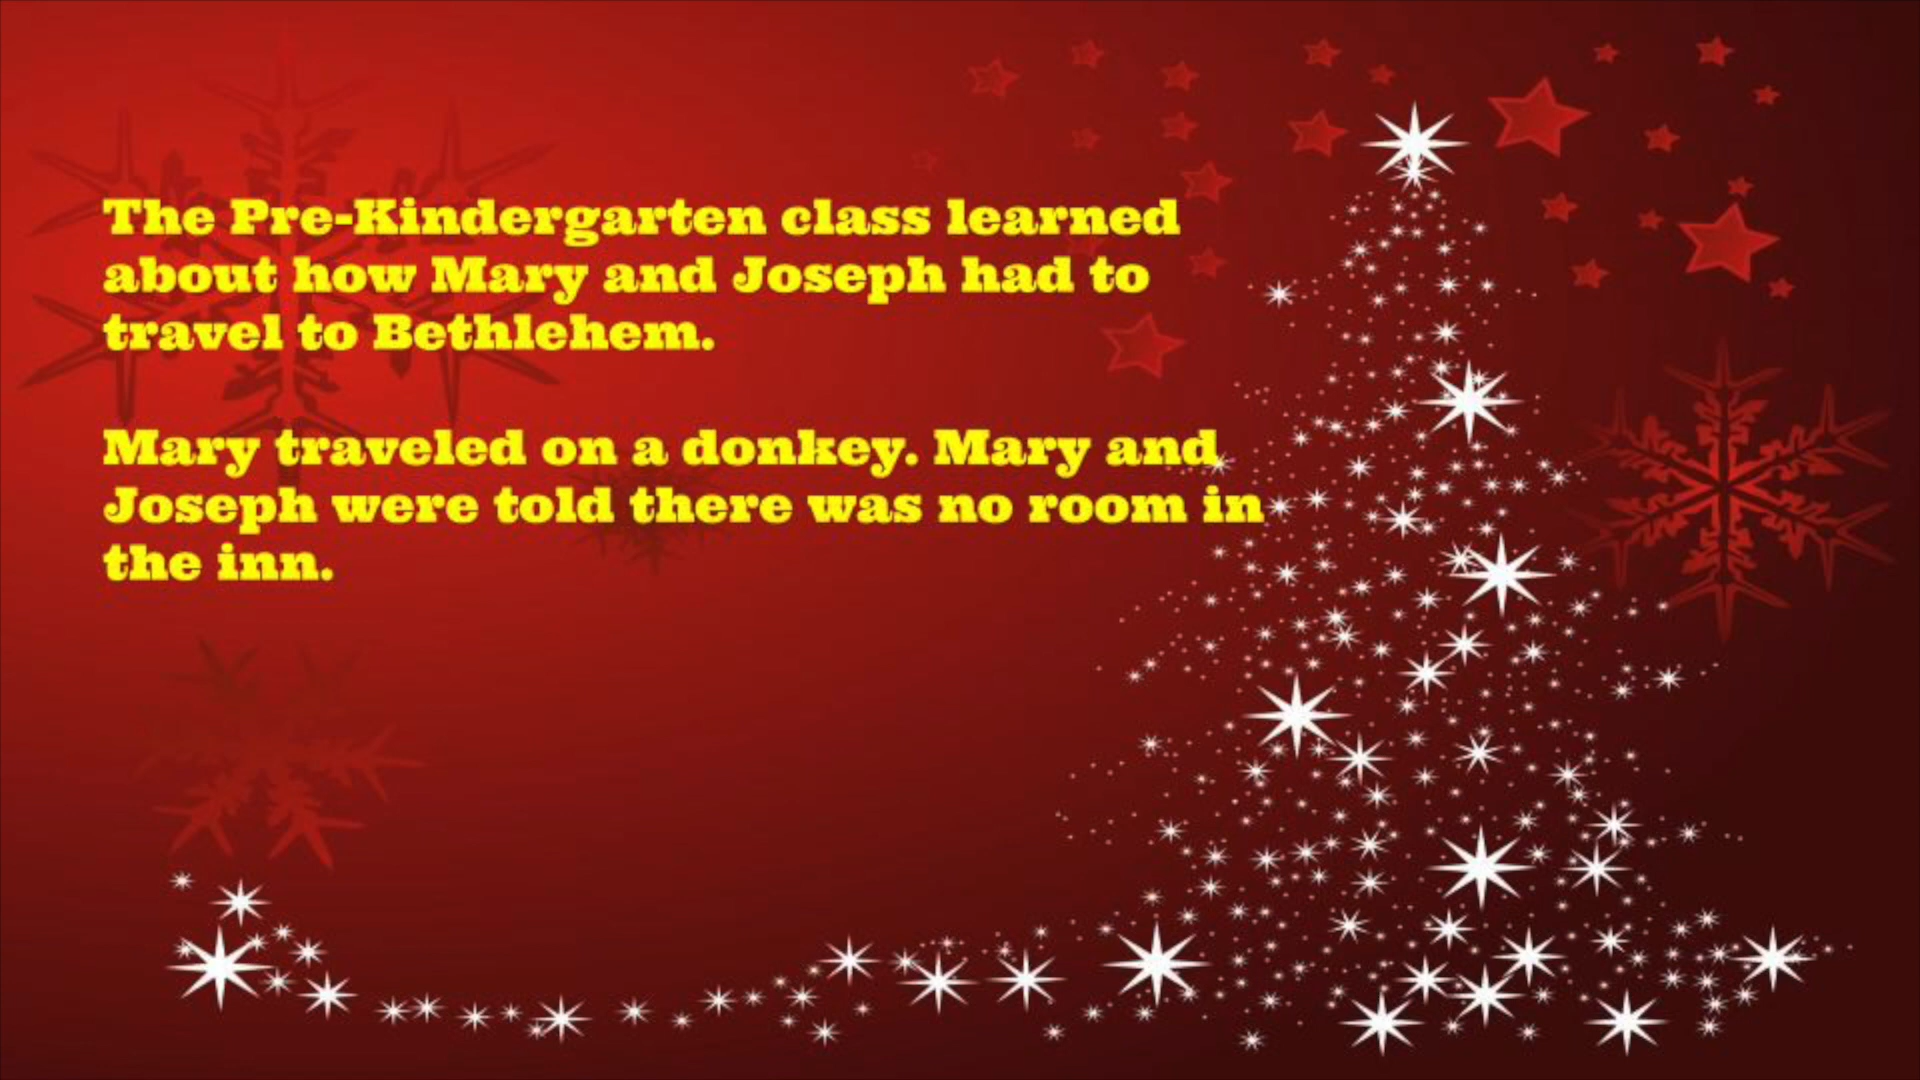 The Pre-Kindergarten class learned
about how Mary and Joseph had to
travel to Bethlehem.
Mary traveled on a donkey. Mary and
Joseph were told there was no room in
the inn.